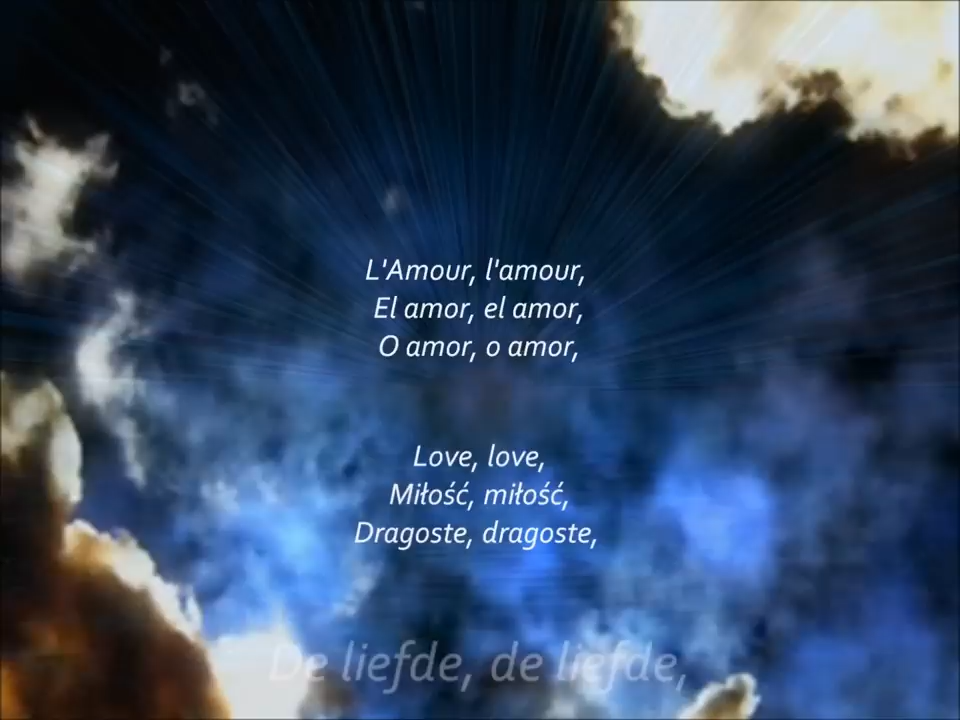 L'Amour, l'amour,
El amor, el amor,
O amor, o amor,
Love, love,
Miłość, miłość,
Dragoste, dragoste,
De liefde, de liefde,